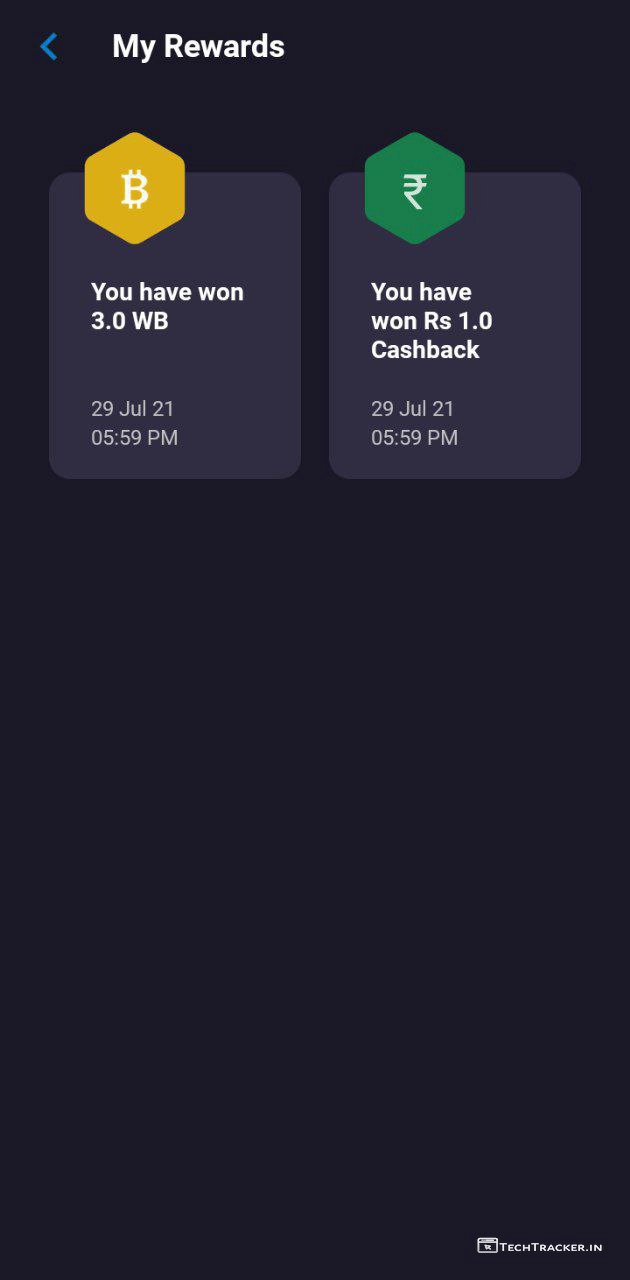 My Rewards
₿
You have won
3.0 WB
29 Jul 21
05:59 PM
₹
You have
won Rs 1.0
Cashback
29 Jul 21
05:59 PM
TECHTRACKER.IN